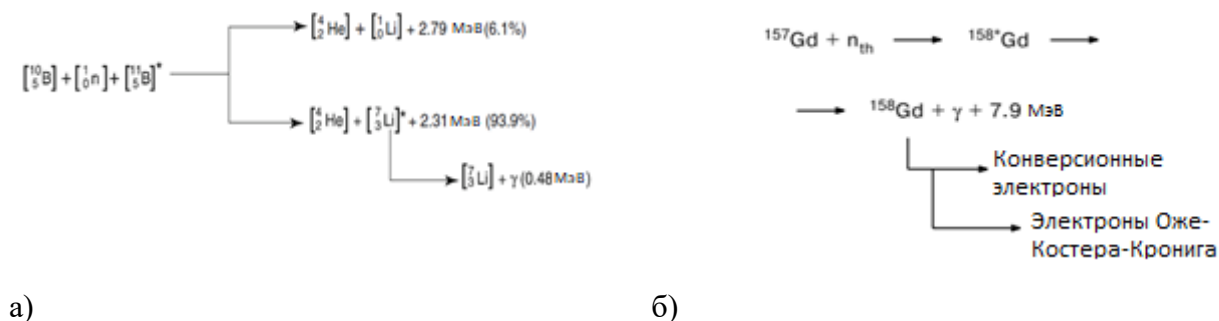 [⁴₂He] + [¹₀Li] + 2.79 МэВ (6.1%)
[¹⁰₅B] + [¹₀n] + [¹¹₅B]*
[⁴₂He] + [⁷₃Li]* + 2.31 МэВ (93.9%)
[⁷₃Li] + γ (0.48 МэВ)
а)
¹⁵⁷Gd + nth ⟶ ¹⁵⁸*Gd ⟶
⟶ ¹⁵⁸Gd + γ + 7.9 МэВ
Конверсионные
электроны
Электроны Оже-
Костера-Кронига
б)